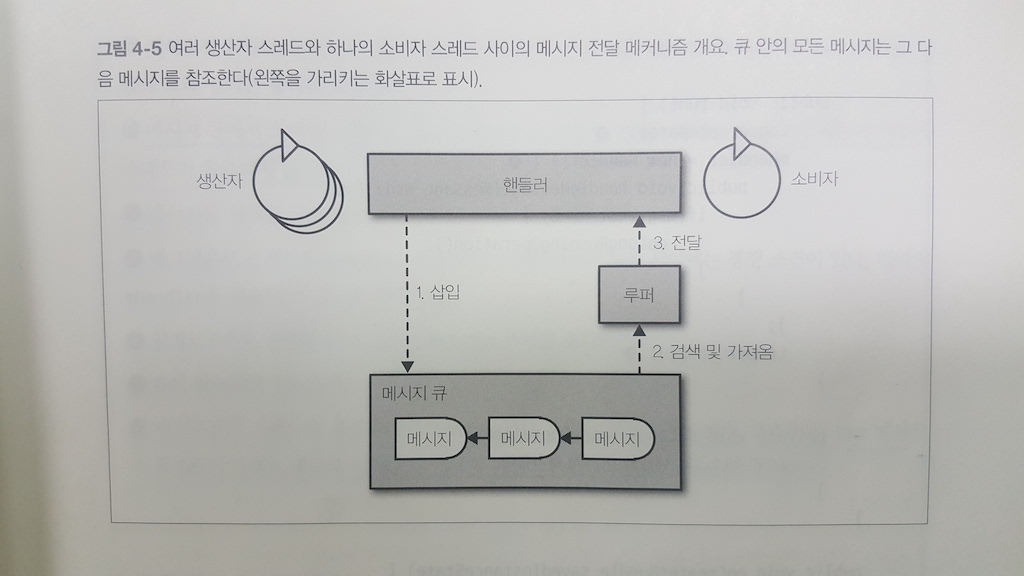 그림 4-5 여러 생산자 스레드와 하나의 소비자 스레드 사이의 메시지 전달 메커니즘 개요. 큐 안의 모든 메시지는 그 다
음 메시지를 참조한다(왼쪽을 가리키는 화살표로 표시).
생산자
핸들러
소비자
3. 전달
1. 삽입
루퍼
2. 검색 및 가져옴
메시지 큐
메시지
메시지
메시지